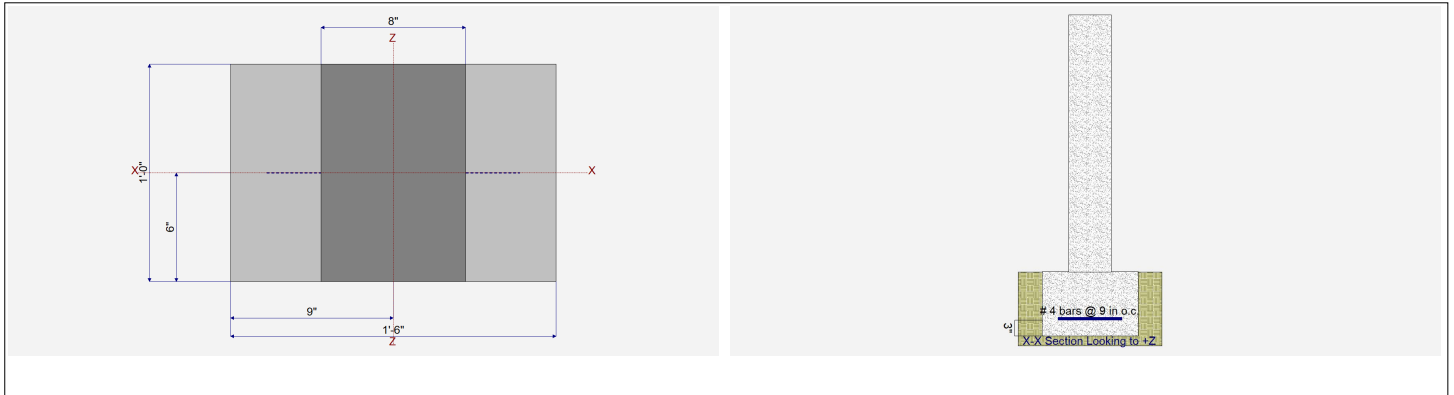 8"
Z
X
X
1'-0"
6"
9"
1'-6"
Z
# 4 bars @ 9 in o.c.
3"
X-X Section Looking to +Z